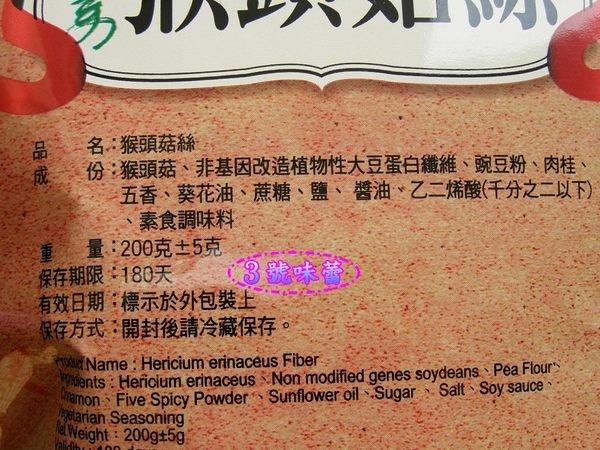 猴頭菇絲
品　　名：猴頭菇絲
成　　份：猴頭菇、非基因改造植物性大豆蛋白纖維、豌豆粉、肉桂、
五香、葵花油、蔗糖、鹽、醬油、乙二烯酸(千分之二以下)
、素食調味料
重　　量：200克±5克
保存期限：180天
3號味蕾
有效日期：標示於外包裝上
保存方式：開封後請冷藏保存。
Product Name : Hericium erinaceus Fiber
Ingredients : Hericium erinaceus、Non modified genes soydeans、Pea Flour、
Cinnamon、Five Spicy Powder、Sunflower oil、Sugar、Salt、Soy sauce、
Vegetarian Seasoning
Net Weight : 200g±5g